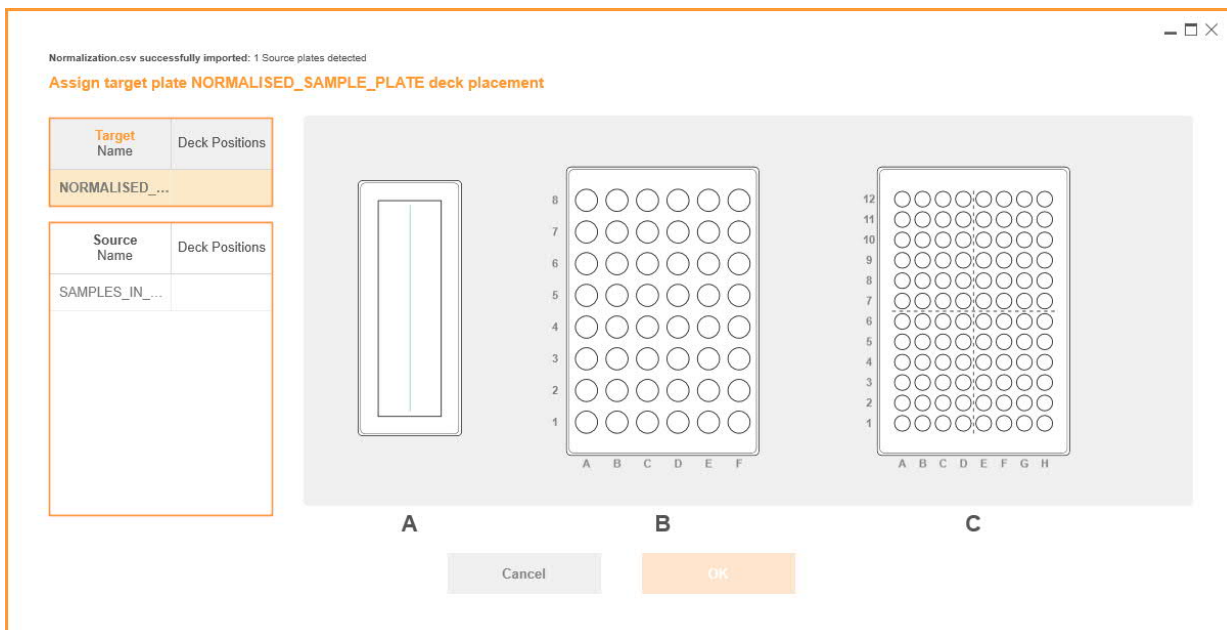 Normalization.csv successfully imported: 1 Source plates detected
Assign target plate NORMALISED_SAMPLE_PLATE deck placement
Target
Name
Deck Positions
NORMALISED_...
Source
Name
Deck Positions
SAMPLES_IN_...
8
7
6
5
4
3
2
1
A B C D E F
12
11
10
9
8
7
6
5
4
3
2
1
A B C D E F G H
A
B
C
Cancel
OK